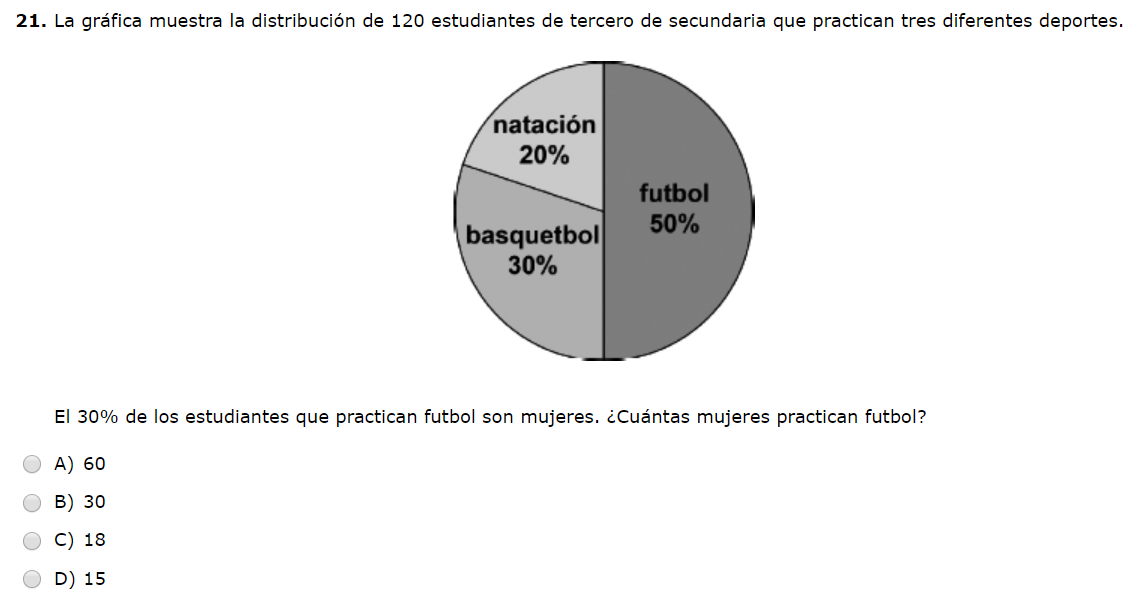 21. La gráfica muestra la distribución de 120 estudiantes de tercero de secundaria que practican tres diferentes deportes.
natación
20%
futbol
50%
basquetbol
30%
El 30% de los estudiantes que practican futbol son mujeres. ¿Cuántas mujeres practican futbol?
A) 60
B) 30
C) 18
D) 15